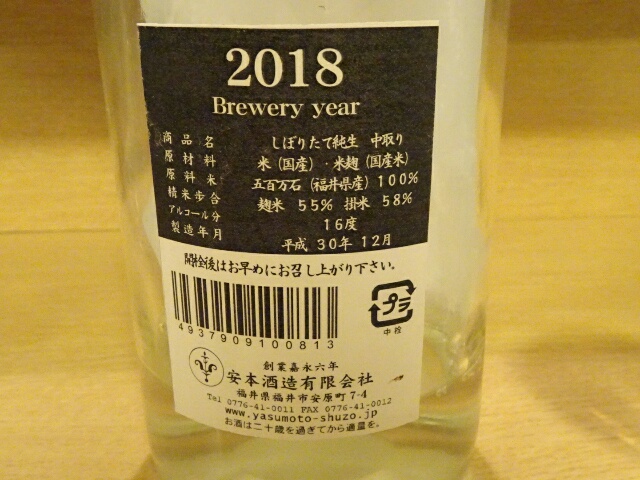 2018
Brewery year
商品名 しぼりたて純生 中取り
原材料 米(国産)・米麹(国産米)
原料米 五百万石(福井県産)100%
精米歩合 麹米 55% 掛米 58%
アルコール分 16度
製造年月 平成 30年 12月
開栓後はお早めにお召し上がり下さい。
4937909100813
プラ
中栓
創業嘉永六年
安本酒造有限会社
福井県福井市安原町7-4
Tel 0776-41-0011 FAX 0776-41-0012
www.yasumoto-shuzo.jp
お酒は二十歳を過ぎてから適量を。